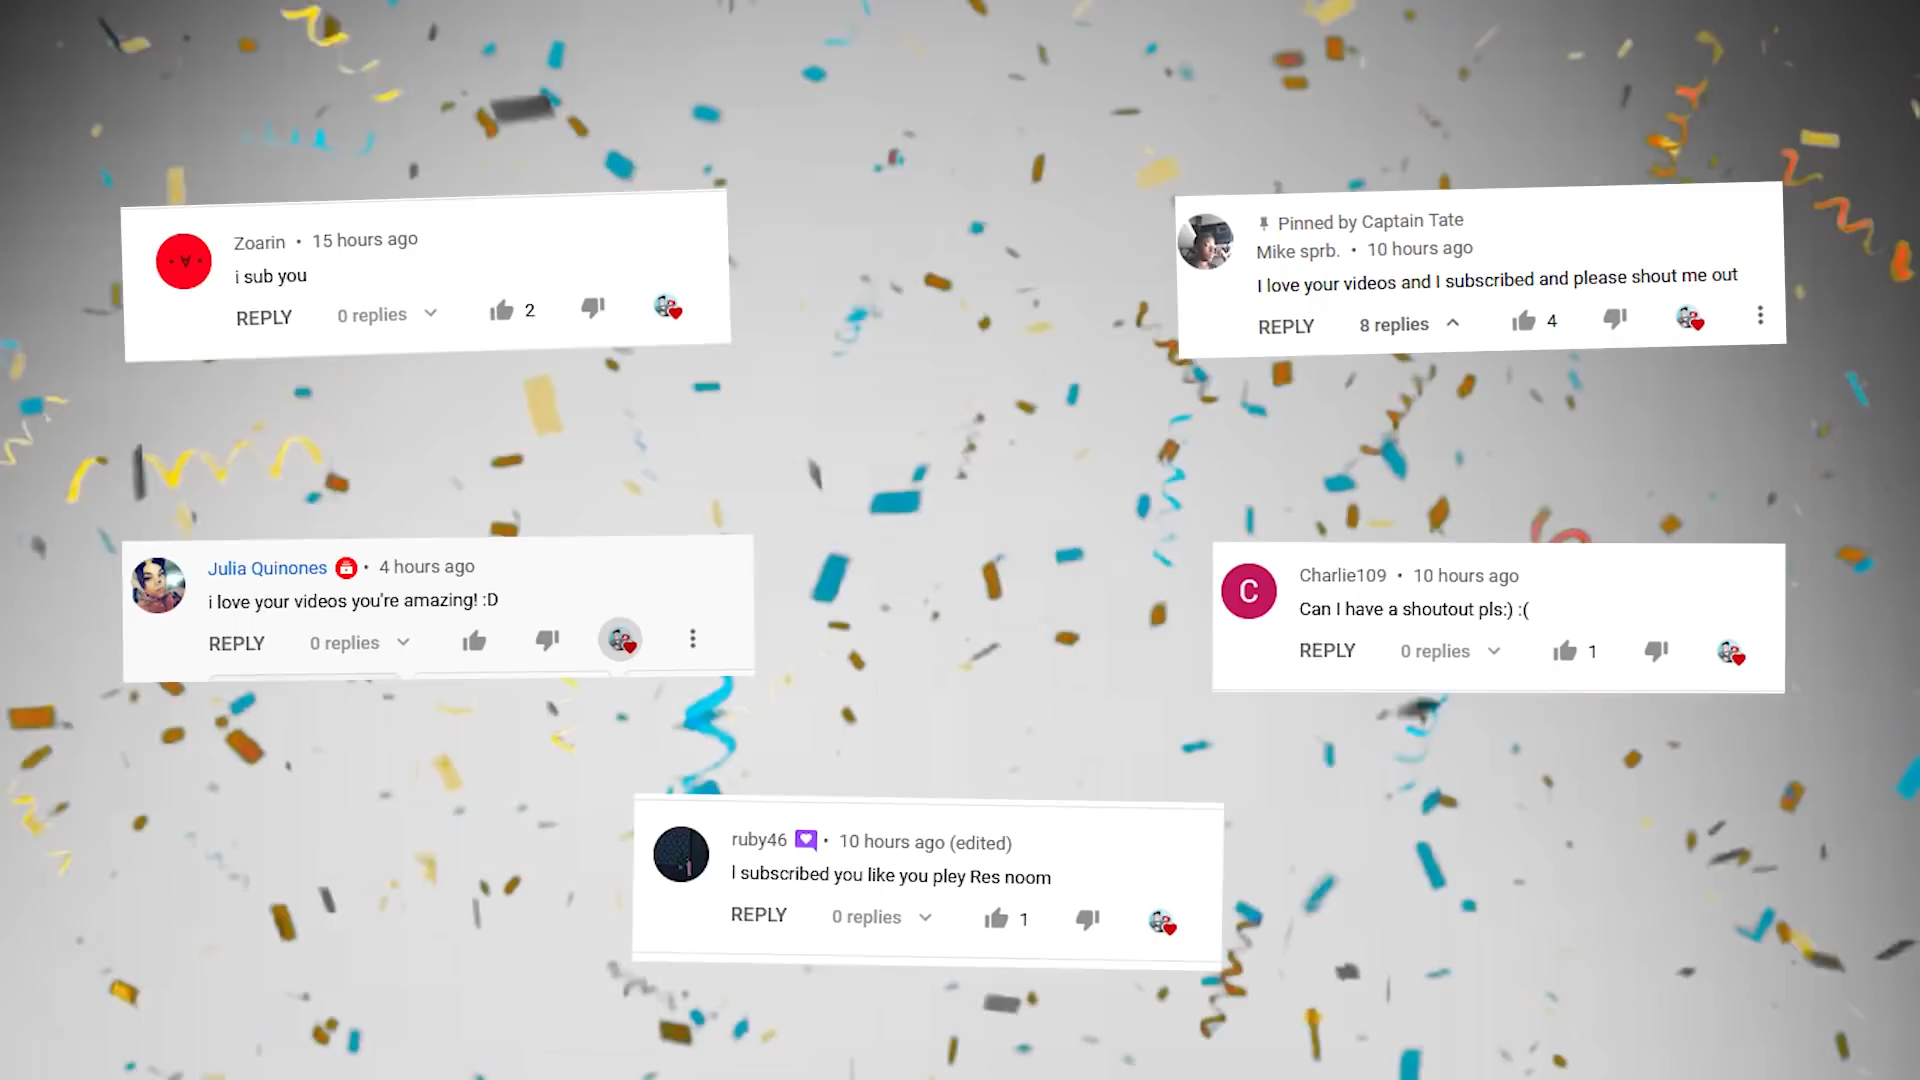 Zoarin • 15 hours ago
i sub you
REPLY 0 replies 2
Pinned by Captain Tate
Mike sprb. • 10 hours ago
I love your videos and I subscribed and please shout me out
REPLY 8 replies 4
Julia Quinones • 4 hours ago
i love your videos you're amazing! :D
REPLY 0 replies
C
Charlie109 • 10 hours ago
Can I have a shoutout pls:) :(
REPLY 0 replies 1
ruby46 • 10 hours ago (edited)
I subscribed you like you pley Res noom
REPLY 0 replies 1